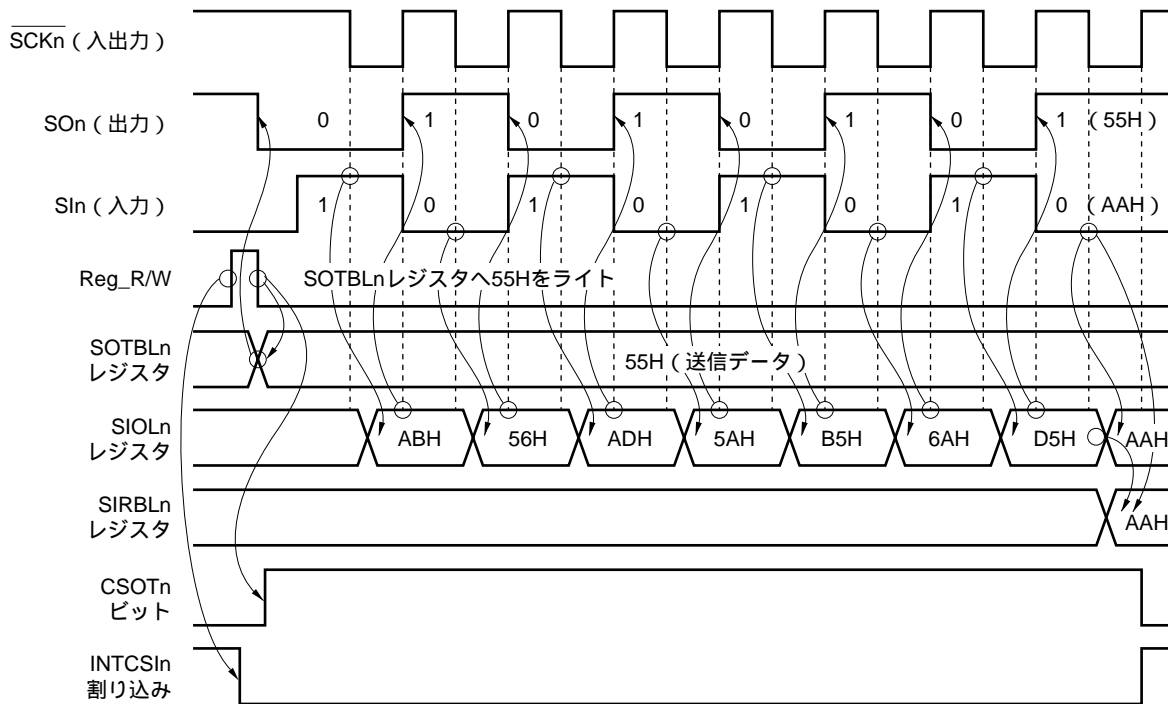 SCKn（入出力）
SOn（出力） 0 1 0 1 0 1 0 1 （55H）
SIn（入力） 1 0 1 0 1 0 1 0 （AAH）
Reg_R/W SOTBLnレジスタへ55Hをライト
SOTBLn
レジスタ 55H（送信データ）
SIOLn
レジスタ ABH 56H ADH 5AH B5H 6AH D5H AAH
SIRBLn
レジスタ AAH
CSOTn
ビット
INTCSIn
割り込み